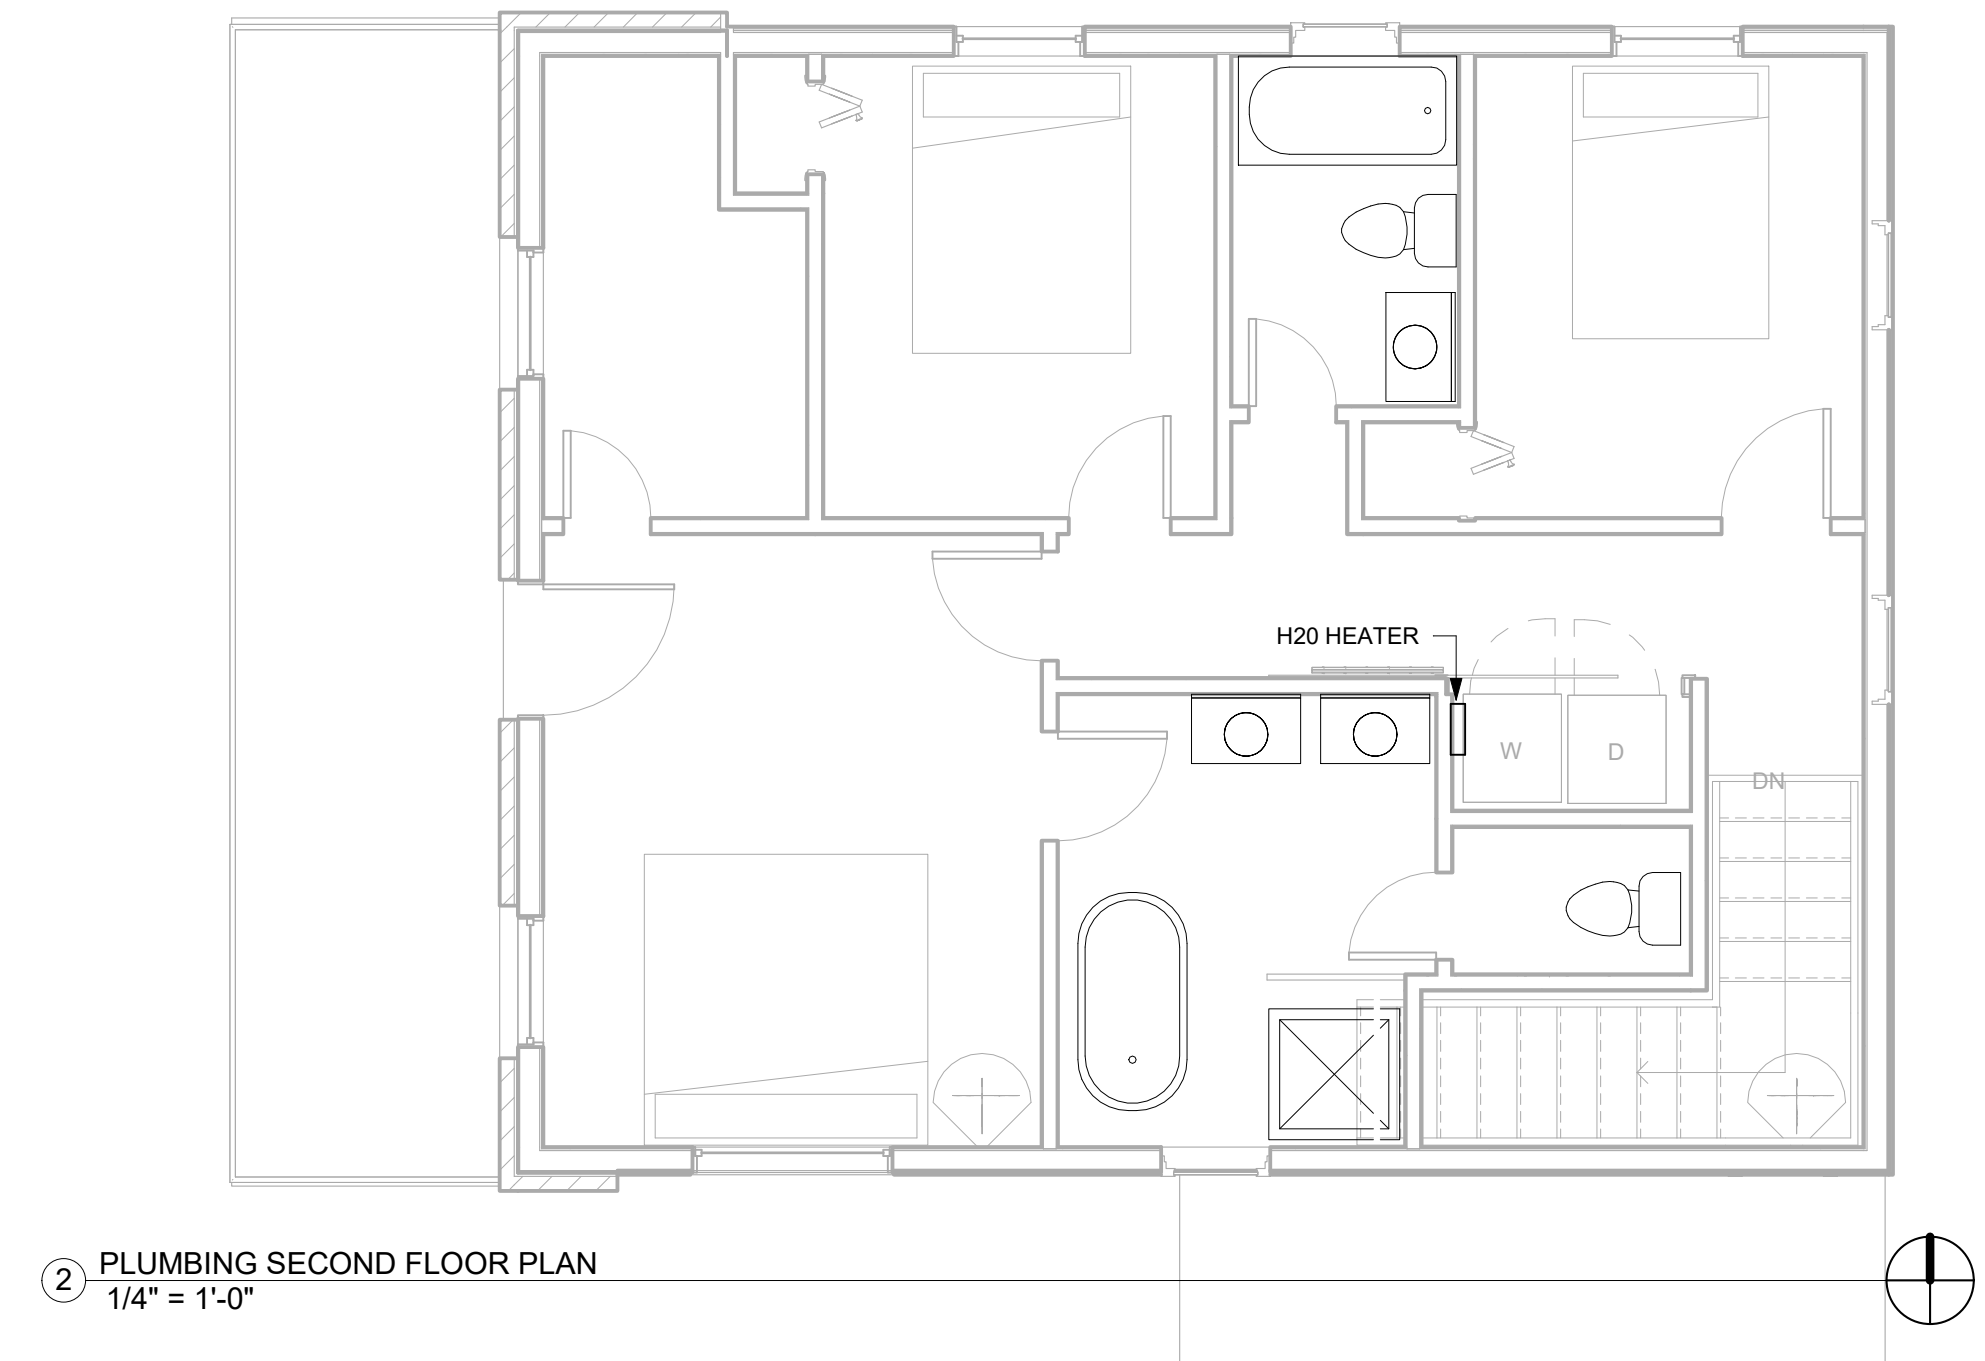 H20 HEATER
W
D
DN
2
PLUMBING SECOND FLOOR PLAN
1/4" = 1'-0"